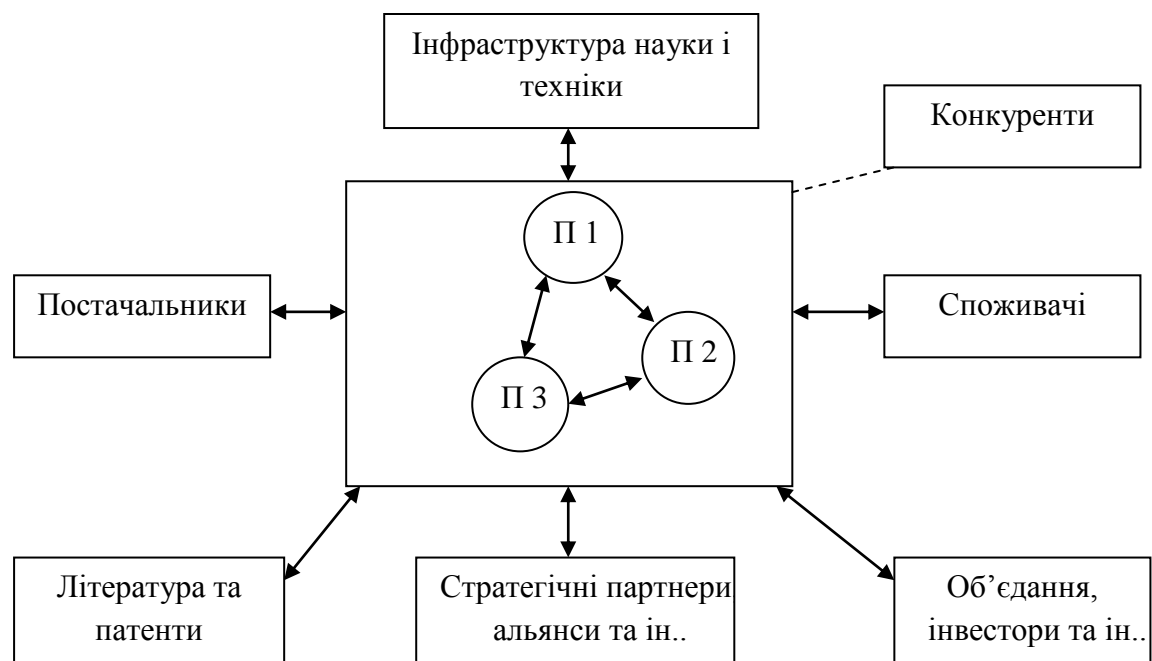 Інфраструктура науки і
техніки
Конкуренти
П 1
Постачальники
Споживачі
П 2
П 3
Література та
патенти
Стратегічні партнери
альянси та ін..
Об’єдання,
інвестори та ін..